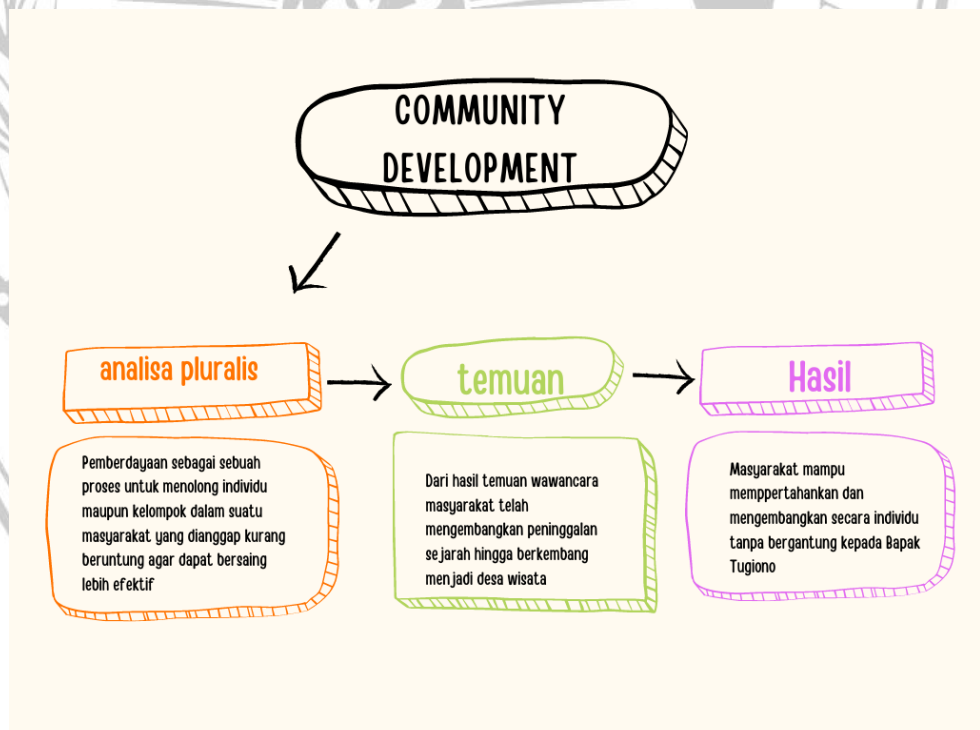 COMMUNITY
DEVELOPMENT
analisa pluralis
temuan
Hasil
Pemberdayaan sebagai sebuah
proses untuk menolong individu
maupun kelompok dalam suatu
masyarakat yang dianggap kurang
beruntung agar dapat bersaing
lebih efektif
Dari hasil temuan wawancara
masyarakat telah
mengembangkan peninggalan
sejarah hingga berkembang
menjadi desa wisata
Masyarakat mampu
memppertahankan dan
mengembangkan secara individu
tanpa bergantung kepada Bapak
Tugiono